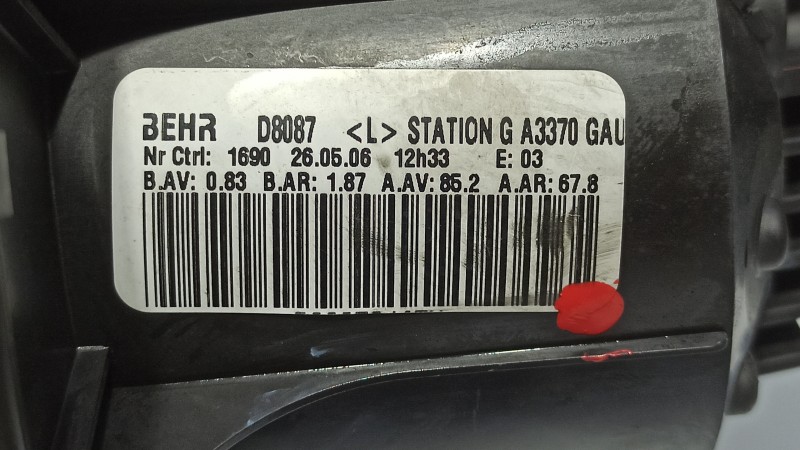 BEHR D8087 <L> STATION G A3370 GAU
Nr Ctrl: 1690 26.05.06 12h33 E: 03
B.AV: 0.83 B.AR: 1.87 A.AV: 85.2 A.AR: 67.8